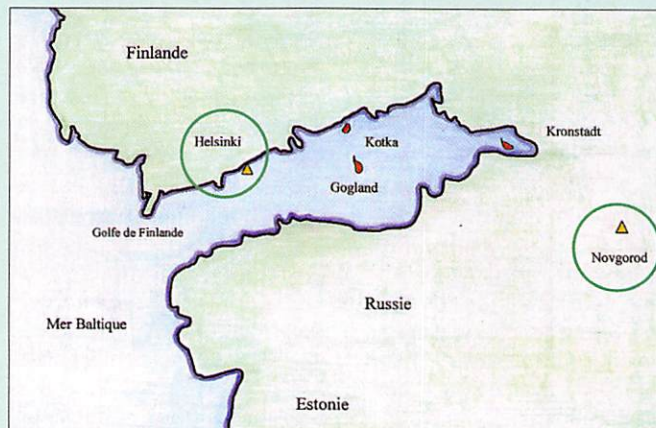 Finlande
Helsinki
Kotka
Kronstadt
Gogland
Golfe de Finlande
Novgorod
Russie
Mer Baltique
Estonie